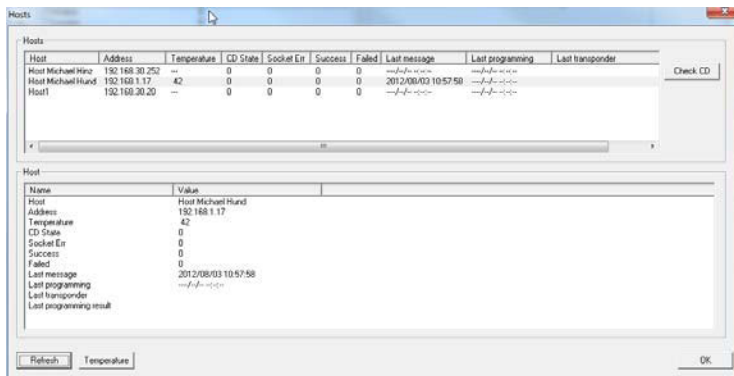 Hosts
Hosts
Host Address Temperature CD State Socket Err Success Failed Last message Last programming Last transponder
Host Michael Hinz 192.168.30.252 --- 0 0 0 0 ---/--/-- --:--:-- ---/--/-- --:--:--
Host Michael Hund 192.168.1.17 42 0 0 0 0 2012/08/03 10:57:58 ---/--/-- --:--:--
Host1 192.168.30.20 --- 0 0 0 0 ---/--/-- --:--:-- ---/--/-- --:--:--
Check CD
Host
Name Value
Host Host Michael Hund
Address 192.168.1.17
Temperature 42
CD State 0
Socket Err 0
Success 0
Failed 0
Last message 2012/08/03 10:57:58
Last programming ---/--/-- --:--:--
Last transponder
Last programming result
Refresh Temperature OK